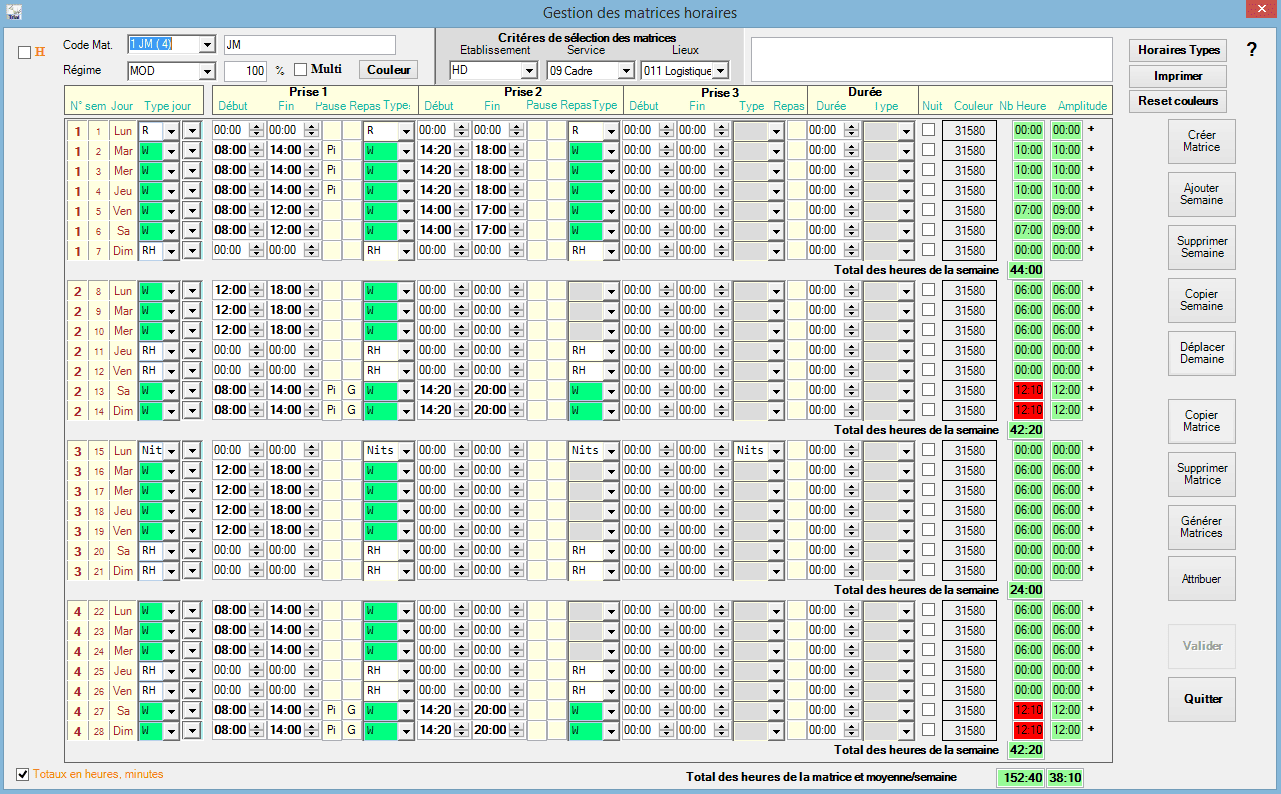 Gestion des matrices horaires
H Code Mat. 1 JM ( 4) JM
Régime MOD 100 % Multi Couleur
Critéres de sélection des matrices
Etablissement Service Lieux
HD 09 Cadre 011 Logistique
Horaires Types ?
Imprimer
Reset couleurs
Prise 1 Prise 2 Prise 3 Durée
N° sem Jour Type jour Début Fin Pause Repas Type: Début Fin Pause Repas Type Début Fin Type Repas Durée Type Nuit Couleur Nb Heure Amplitude
1 1 Lun R 00:00 00:00 R 00:00 00:00 R 00:00 00:00 00:00 31580 00:00 00:00 +
1 2 Mar W 08:00 14:00 Pi W 14:20 18:00 W 00:00 00:00 00:00 31580 10:00 10:00 +
1 3 Mer W 08:00 14:00 Pi W 14:20 18:00 W 00:00 00:00 00:00 31580 10:00 10:00 +
1 4 Jeu W 08:00 14:00 Pi W 14:20 18:00 W 00:00 00:00 00:00 31580 10:00 10:00 +
1 5 Ven W 08:00 12:00 W 14:00 17:00 W 00:00 00:00 00:00 31580 07:00 09:00 +
1 6 Sa W 08:00 12:00 W 14:00 17:00 W 00:00 00:00 00:00 31580 07:00 09:00 +
1 7 Dim RH 00:00 00:00 RH 00:00 00:00 RH 00:00 00:00 00:00 31580 00:00 00:00 +
Total des heures de la semaine 44:00
2 8 Lun W 12:00 18:00 W 00:00 00:00 00:00 00:00 00:00 31580 06:00 06:00 +
2 9 Mar W 12:00 18:00 W 00:00 00:00 00:00 00:00 00:00 31580 06:00 06:00 +
2 10 Mer W 12:00 18:00 W 00:00 00:00 00:00 00:00 00:00 31580 06:00 06:00 +
2 11 Jeu RH 00:00 00:00 RH 00:00 00:00 RH 00:00 00:00 00:00 31580 00:00 00:00 +
2 12 Ven RH 00:00 00:00 RH 00:00 00:00 RH 00:00 00:00 00:00 31580 00:00 00:00 +
2 13 Sa W 08:00 14:00 Pi G W 14:20 20:00 W 00:00 00:00 00:00 31580 12:10 12:00 +
2 14 Dim W 08:00 14:00 Pi G W 14:20 20:00 W 00:00 00:00 00:00 31580 12:10 12:00 +
Total des heures de la semaine 42:20
3 15 Lun Nit 00:00 00:00 Nits 00:00 00:00 Nits 00:00 00:00 Nits 00:00 31580 00:00 00:00 +
3 16 Mar W 12:00 18:00 W 00:00 00:00 00:00 00:00 00:00 31580 06:00 06:00 +
3 17 Mer W 12:00 18:00 W 00:00 00:00 00:00 00:00 00:00 31580 06:00 06:00 +
3 18 Jeu W 12:00 18:00 W 00:00 00:00 00:00 00:00 00:00 31580 06:00 06:00 +
3 19 Ven W 12:00 18:00 W 00:00 00:00 00:00 00:00 00:00 31580 06:00 06:00 +
3 20 Sa RH 00:00 00:00 RH 00:00 00:00 RH 00:00 00:00 00:00 31580 00:00 00:00 +
3 21 Dim RH 00:00 00:00 RH 00:00 00:00 RH 00:00 00:00 00:00 31580 00:00 00:00 +
Total des heures de la semaine 24:00
4 22 Lun W 08:00 14:00 W 00:00 00:00 00:00 00:00 00:00 31580 06:00 06:00 +
4 23 Mar W 08:00 14:00 W 00:00 00:00 00:00 00:00 00:00 31580 06:00 06:00 +
4 24 Mer W 08:00 14:00 W 00:00 00:00 00:00 00:00 00:00 31580 06:00 06:00 +
4 25 Jeu RH 00:00 00:00 RH 00:00 00:00 RH 00:00 00:00 00:00 31580 00:00 00:00 +
4 26 Ven RH 00:00 00:00 RH 00:00 00:00 RH 00:00 00:00 00:00 31580 00:00 00:00 +
4 27 Sa W 08:00 14:00 Pi G W 14:20 20:00 W 00:00 00:00 00:00 31580 12:10 12:00 +
4 28 Dim W 08:00 14:00 Pi G W 14:20 20:00 W 00:00 00:00 00:00 31580 12:10 12:00 +
Total des heures de la semaine 42:20
Totaux en heures, minutes
Total des heures de la matrice et moyenne/semaine 152:40 38:10
Créer
Matrice
Ajouter
Semaine
Supprimer
Semaine
Copier
Semaine
Déplacer
Demaine
Copier
Matrice
Supprimer
Matrice
Générer
Matrices
Attribuer
Valider
Quitter